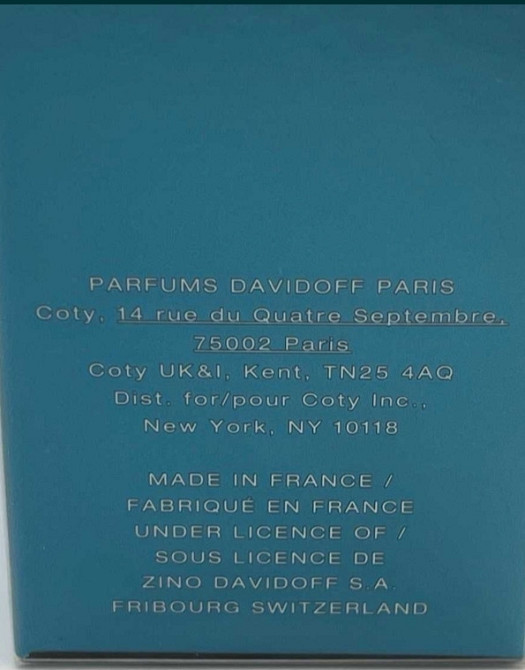 PARFUMS DAVIDOFF PARIS
Coty, 14 rue du Quatre Septembre,
75002 Paris
Coty UK&I, Kent, TN25 4AQ
Dist. for/pour Coty Inc.,
New York, NY 10118
MADE IN FRANCE /
FABRIQUÉ EN FRANCE
UNDER LICENCE OF /
SOUS LICENCE DE
ZINO DAVIDOFF S.A.
FRIBOURG SWITZERLAND